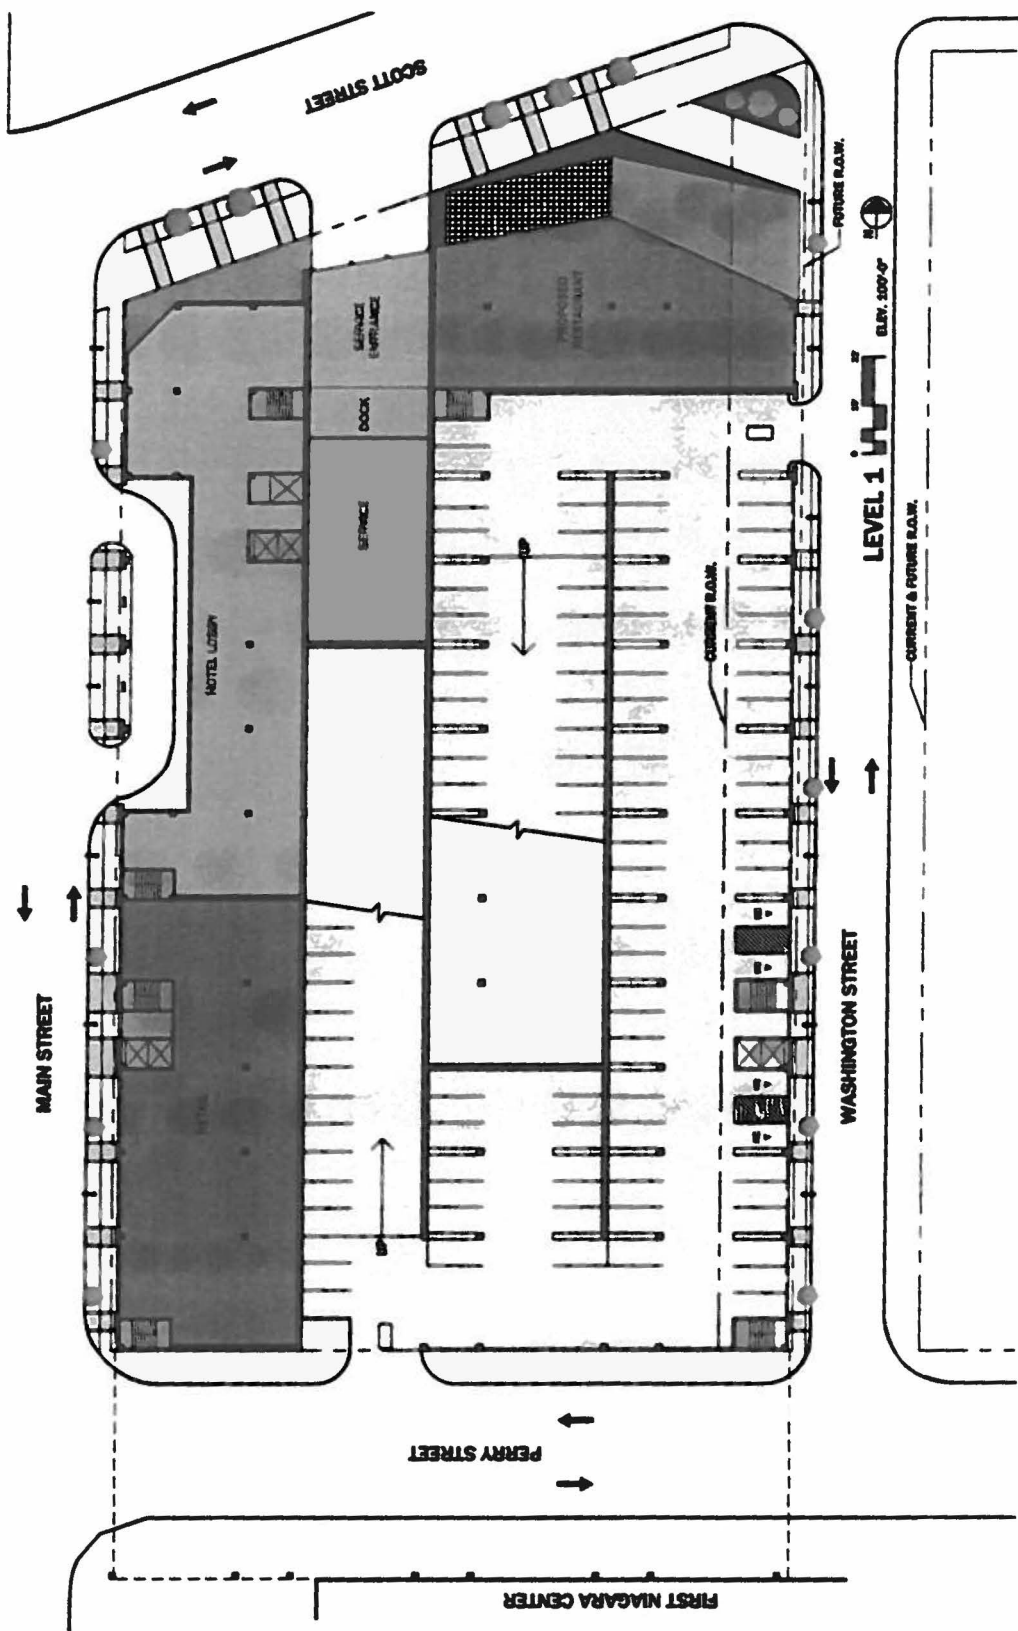 SCOTT STREET
FUTURE R.O.W.
SERVICE
ENTRANCE
PROPOSED
RESTAURANT
N
DOCK
ELEV. 100'-0"
LEVEL 1
SERVICE
UP
HOTEL LOBBY
CURRENT R.O.W.
CURRENT & FUTURE R.O.W.
MAIN STREET
RETAIL
WASHINGTON STREET
UP
PERRY STREET
FIRST NIAGARA CENTER